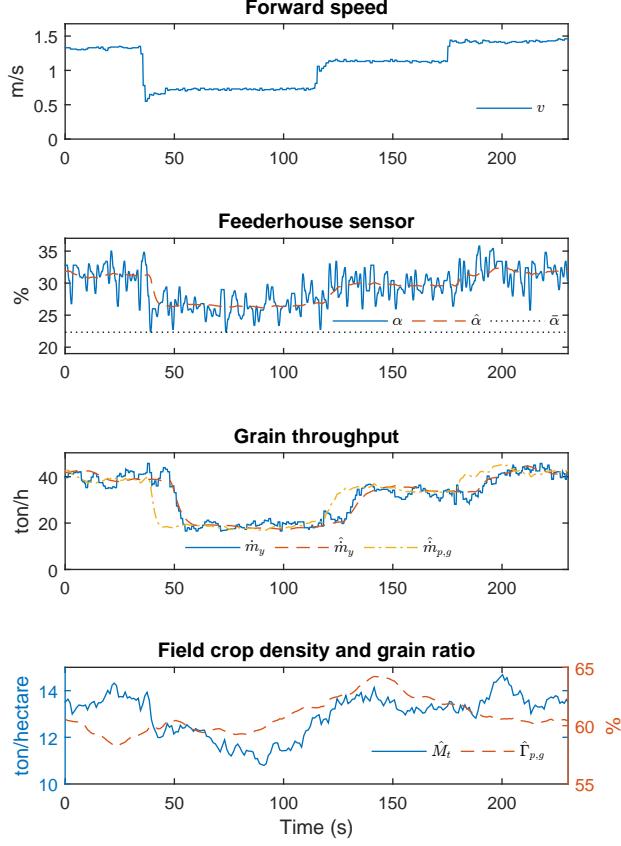 Forward speed
1.5
1
0.5
0
m/s
v
0 50 100 150 200
Feederhouse sensor
35
30
25
20
%
α α̂ ᾱ
0 50 100 150 200
Grain throughput
40
20
0
ton/h
ṁ_y m̂̇_y m̂̇_{p,g}
0 50 100 150 200
Field crop density and grain ratio
14
12
10
ton/hectare
65
60
55
%
M̂_t Γ̂_{p,g}
0 50 100 150 200
Time (s)